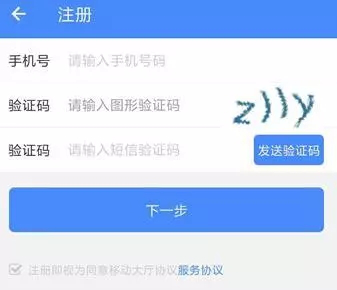 注册
手机号 请输入手机号码
验证码 请输入图形验证码
验证码 请输入短信验证码 发送验证码
下一步
注册即视为同意移动大厅协议服务协议